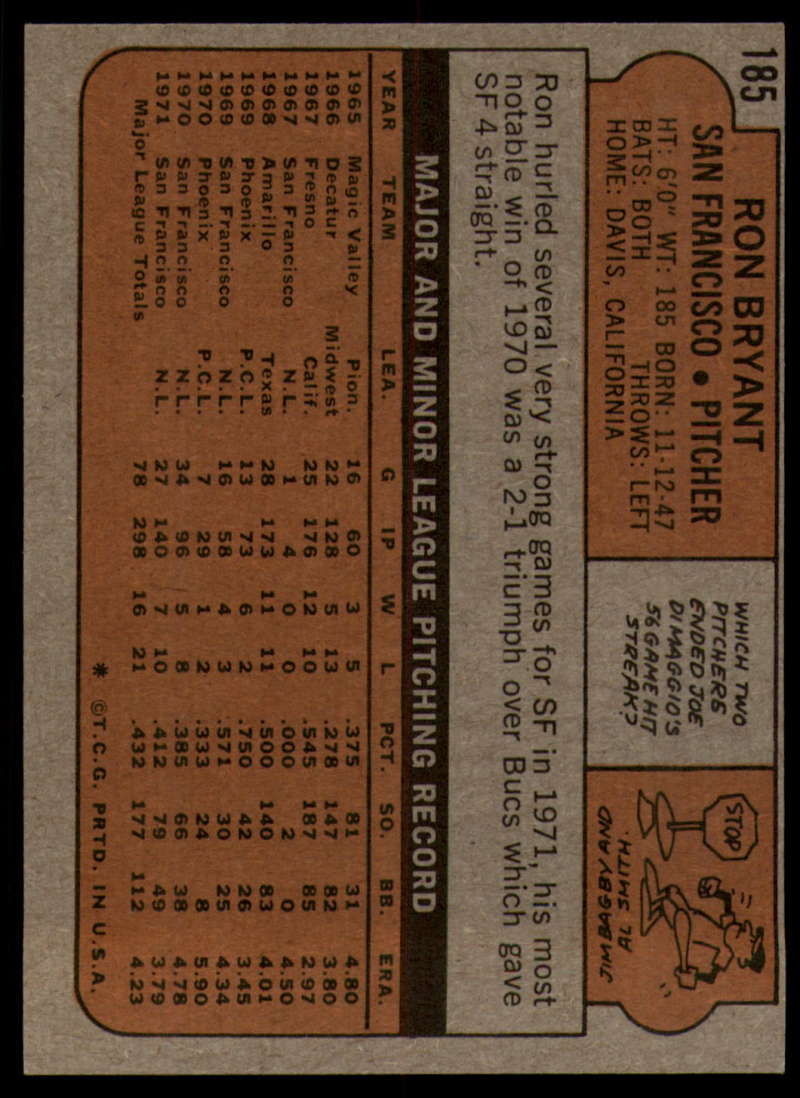 185
RON BRYANT
SAN FRANCISCO • PITCHER
HT: 6'0" WT: 185 BORN: 11-12-47
BATS: BOTH THROWS: LEFT
HOME: DAVIS, CALIFORNIA
WHICH TWO
PITCHERS
ENDED JOE
DIMAGGIO'S
56 GAME HIT
STREAK?
STOP
JIM BAGBY AND
AL SMITH.
Ron hurled several very strong games for SF in 1971, his most
notable win of 1970 was a 2-1 triumph over Bucs which gave
SF 4 straight.
MAJOR AND MINOR LEAGUE PITCHING RECORD
YEAR TEAM LEA. G IP W L PCT. SO. BB. ERA.
1965 Magic Valley Pion. 16 60 3 5 .375 81 31 4.80
1966 Decatur Midwest 22 128 5 13 .278 147 82 3.80
1967 Fresno Calif. 25 176 12 10 .545 187 85 2.97
1967 San Francisco N.L. 1 4 0 0 .000 2 0 4.50
1968 Amarillo Texas 28 173 11 11 .500 140 83 4.01
1969 Phoenix P.C.L. 13 73 6 2 .750 42 26 3.45
1969 San Francisco N.L. 16 58 4 3 .571 30 25 4.34
1970 Phoenix P.C.L. 7 29 1 2 .333 24 8 5.90
1970 San Francisco N.L. 34 96 5 8 .385 66 38 4.78
1971 San Francisco N.L. 27 140 7 10 .412 79 49 3.79
Major League Totals 78 298 16 21 .432 177 112 4.23
* ©T.C.G. PRTD. IN U.S.A.